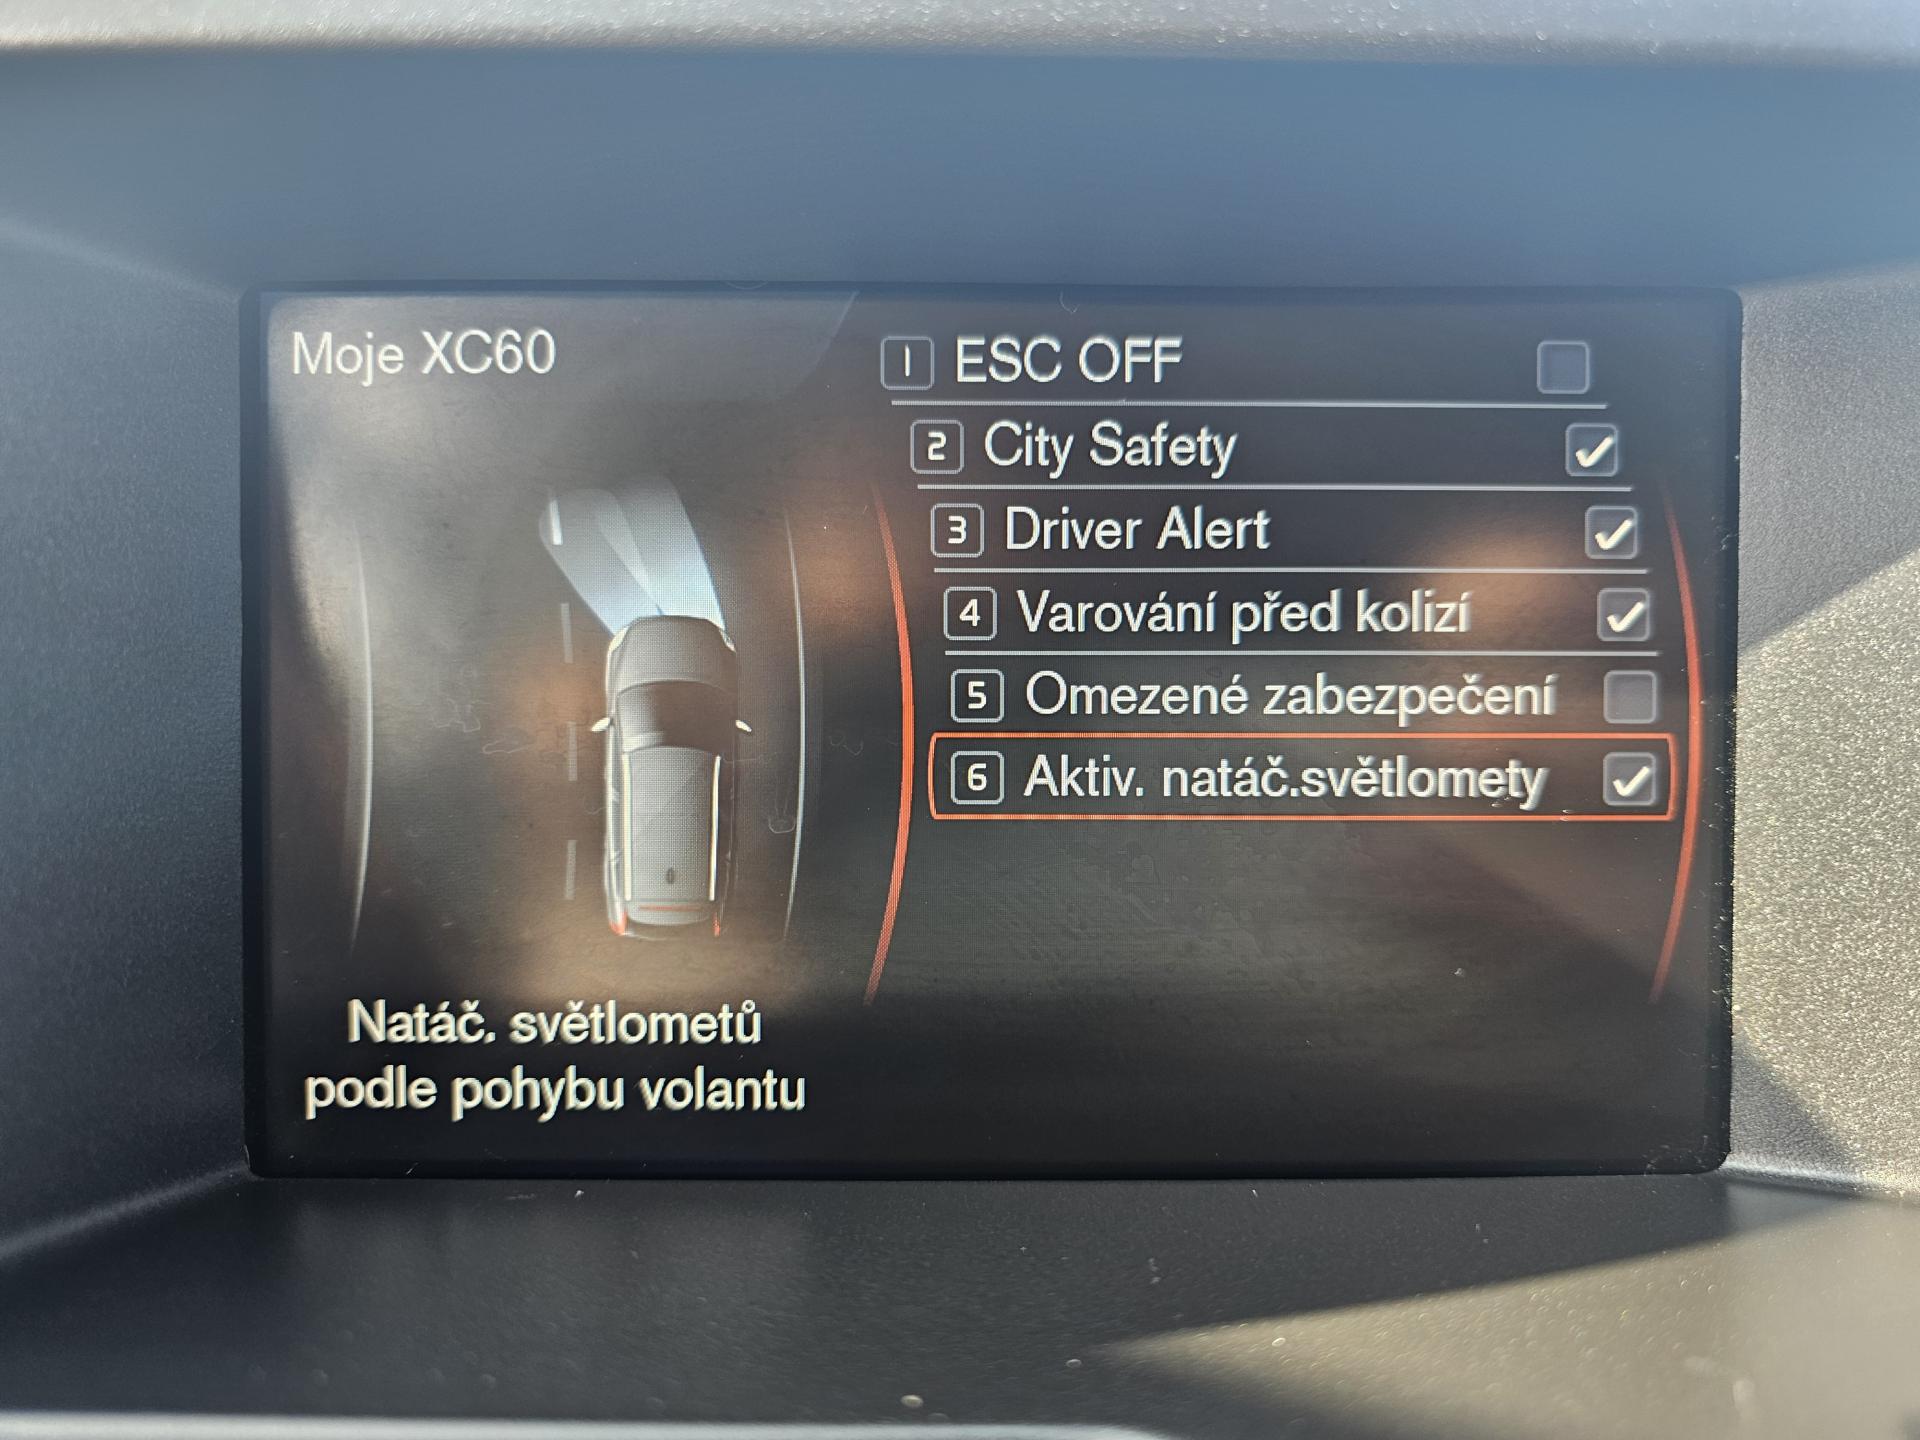 Moje XC60
1 ESC OFF
2 City Safety
3 Driver Alert
4 Varování před kolizí
5 Omezené zabezpečení
6 Aktiv. natáč.světlomety
Natáč. světlometů
podle pohybu volantu